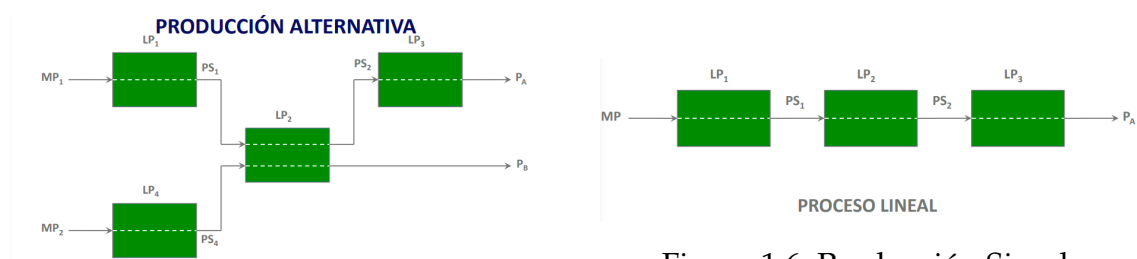 PRODUCCIÓN ALTERNATIVA
LP1
LP3
MP1
PS1
PS2
PA
LP2
PB
LP4
MP2
PS4
LP1
LP2
LP3
MP
PS1
PS2
PA
PROCESO LINEAL